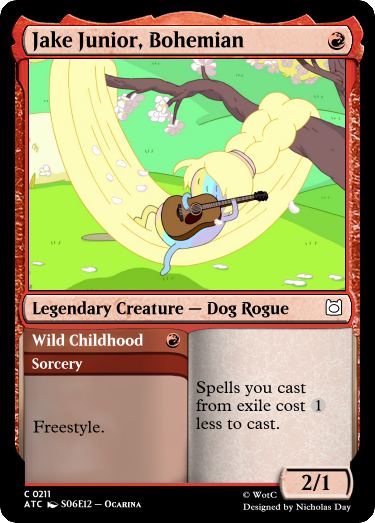 Jake Junior, Bohemian
Legendary Creature — Dog Rogue
Wild Childhood
Sorcery
Freestyle.
Spells you cast
from exile cost 1
less to cast.
2/1
C 0211
ATC S06E12 — Ocarina
© WotC
Designed by Nicholas Day